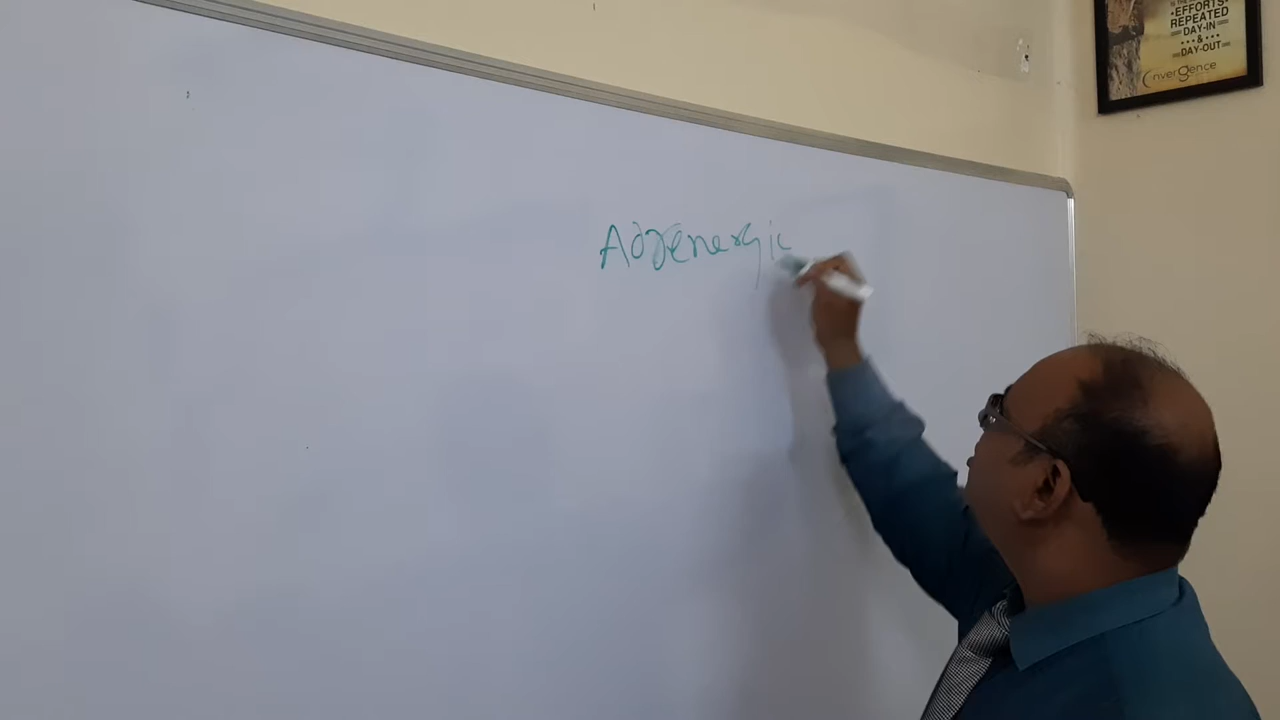 EFFORTS
REPEATED
DAY-IN
&
DAY-OUT
Convergence
Adrenergic